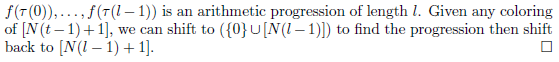 f(τ(0)), . . . , f(τ(l − 1)) is an arithmetic progression of length l. Given any coloring
of [N(t − 1) + 1], we can shift to ({0} ∪ [N(l − 1)]) to find the progression then shift
back to [N(l − 1) + 1]. □